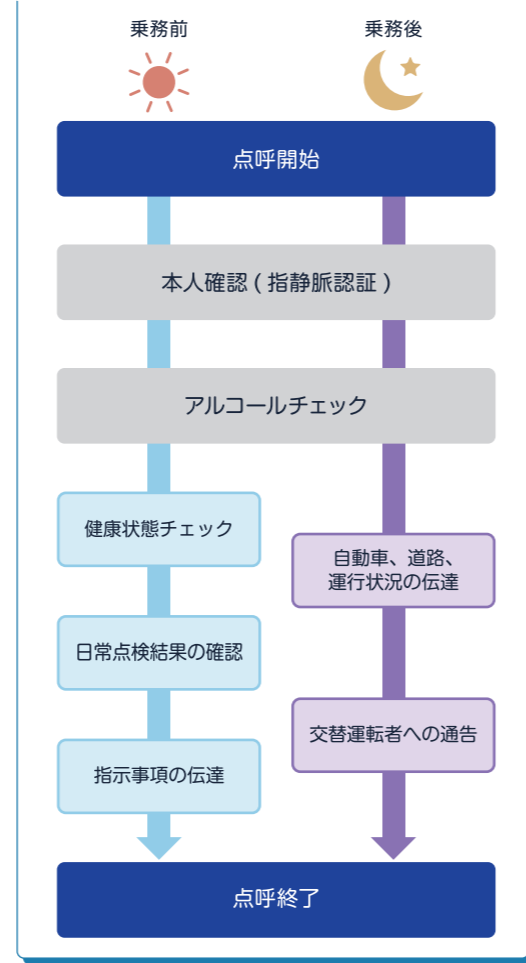 乗務前
乗務後
点呼開始
本人確認 ( 指静脈認証 )
アルコールチェック
健康状態チェック
日常点検結果の確認
指示事項の伝達
自動車、道路、
運行状況の伝達
交替運転者への通告
点呼終了